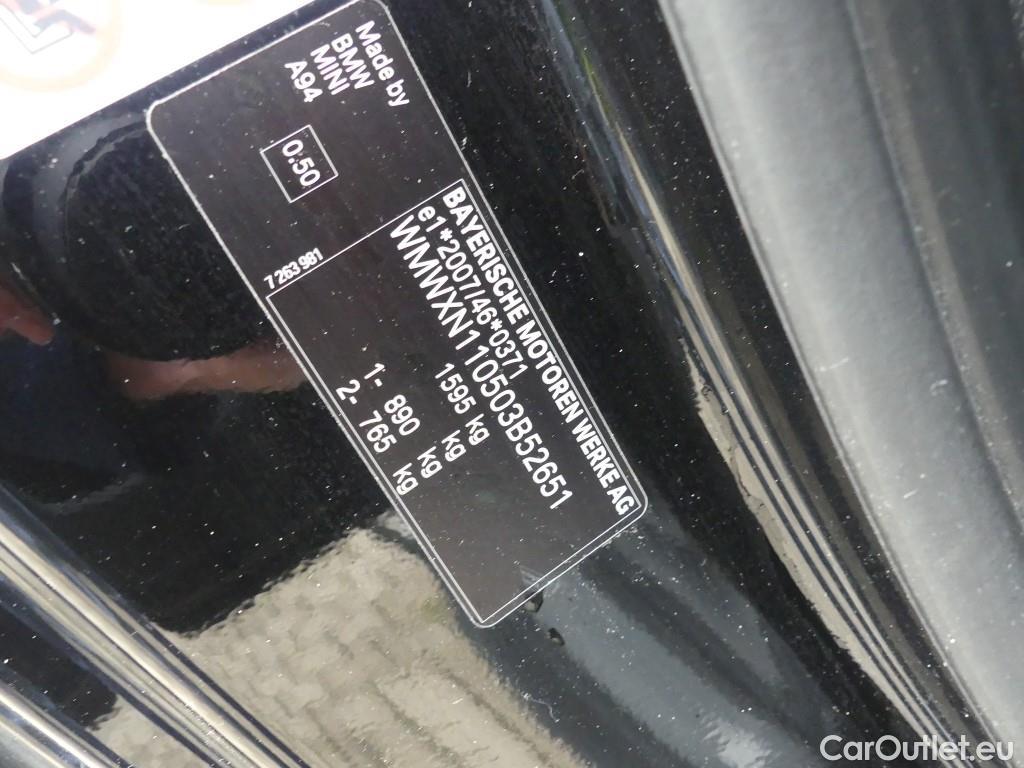 Made by
BMW
MINI
A94
0.50
7 263 981
BAYERISCHE MOTOREN WERKE AG
e1*2007/46*0371
WMWXN110503B52651
1595 kg
kg
1- 890 kg
2- 765 kg
CarOutlet.eu